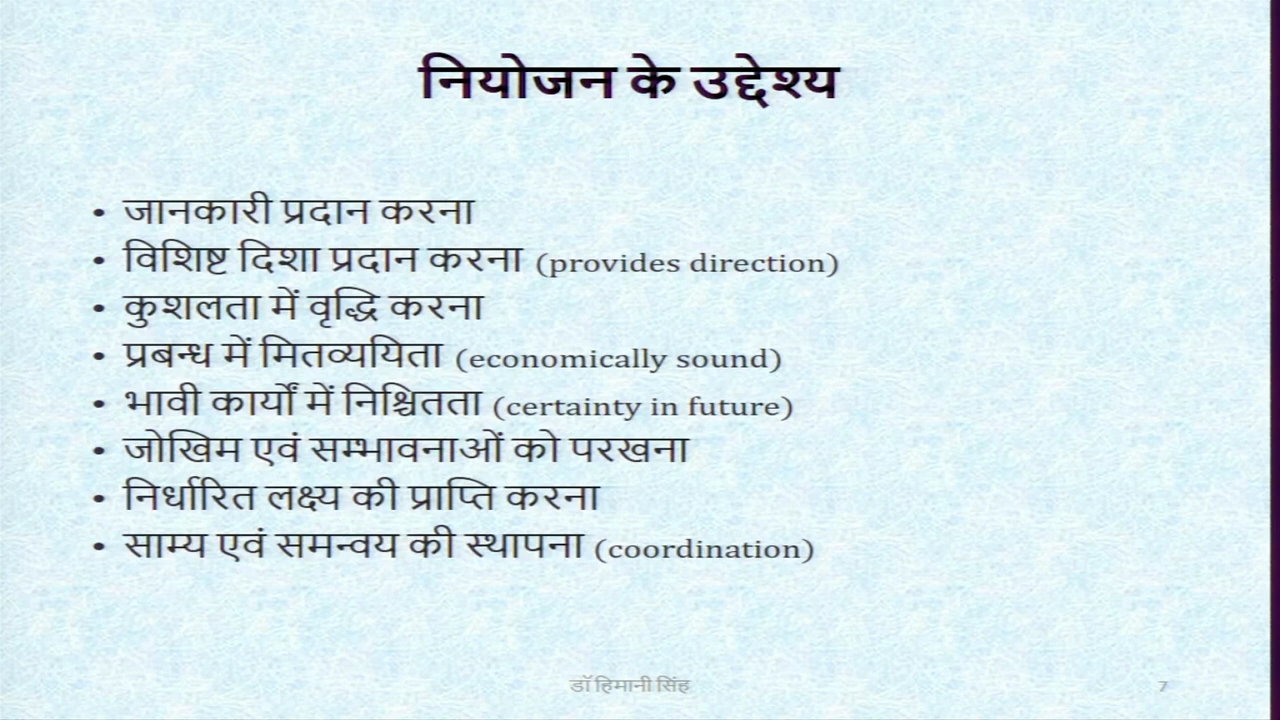 नियोजन के उद्देश्य
• जानकारी प्रदान करना
• विशिष्ट दिशा प्रदान करना (provides direction)
• कुशलता में वृद्धि करना
• प्रबन्ध में मितव्ययिता (economically sound)
• भावी कार्यों में निश्चितता (certainty in future)
• जोखिम एवं सम्भावनाओं को परखना
• निर्धारित लक्ष्य की प्राप्ति करना
• साम्य एवं समन्वय की स्थापना (coordination)
डॉ हिमानी सिंह 7